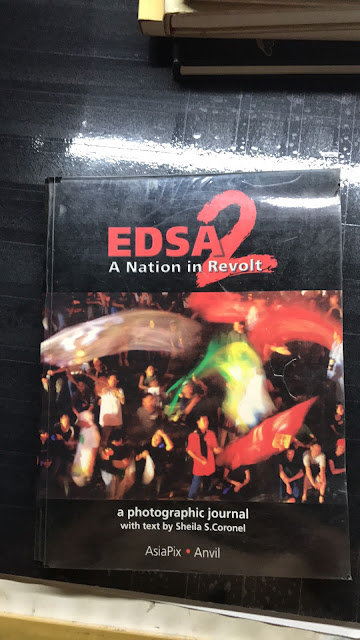 EDSA 2
A Nation in Revolt
a photographic journal
with text by Sheila S.Coronel
AsiaPix • Anvil